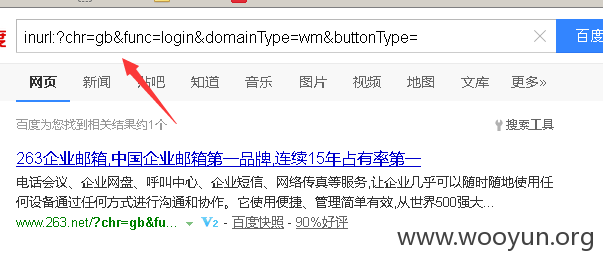 inurl:?chr=gb&func=login&domainType=wm&buttonType=
百度
网页 新闻 贴吧 知道 音乐 图片 视频 地图 文库 更多»
百度为您找到相关结果约1个
搜索工具
263企业邮箱,中国企业邮箱第一品牌,连续15年占有率第一
电话会议、企业网盘、呼叫中心、企业短信、网络传真等服务,让企业几乎可以随时随地使用任
何设备通过任何方式进行沟通和协作。它使用便捷、管理简单有效,从世界500强大...
www.263.net/?chr=gb&fu... V2 - 百度快照 - 90%好评
www.wooyun.org